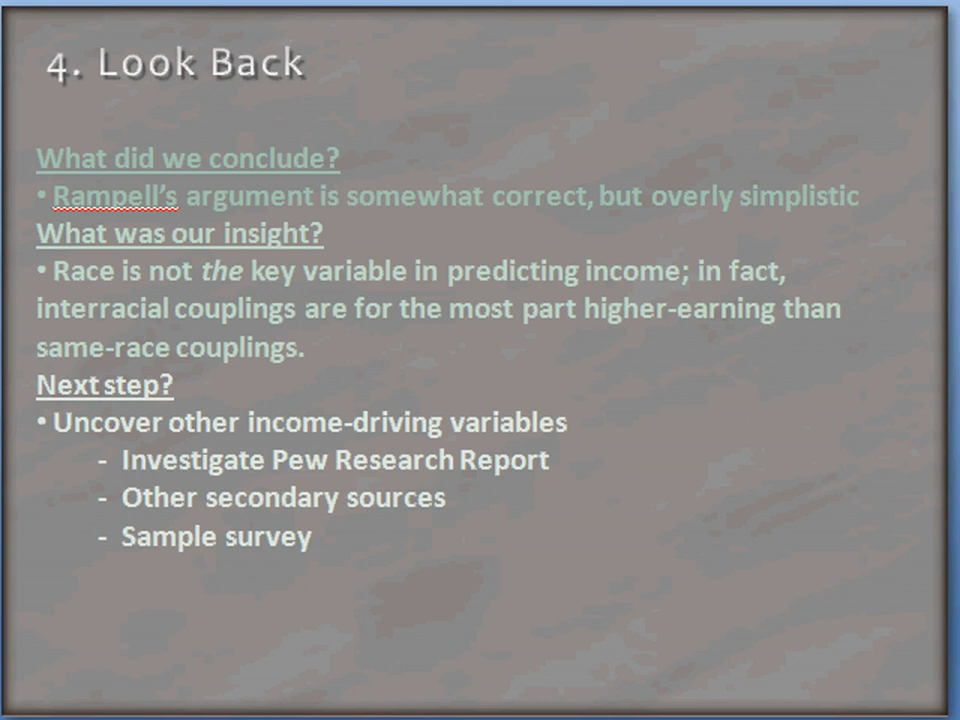 4. Look Back
What did we conclude?
• Rampell's argument is somewhat correct, but overly simplistic
What was our insight?
• Race is not the key variable in predicting income; in fact,
interracial couplings are for the most part higher-earning than
same-race couplings.
Next step?
• Uncover other income-driving variables
- Investigate Pew Research Report
- Other secondary sources
- Sample survey